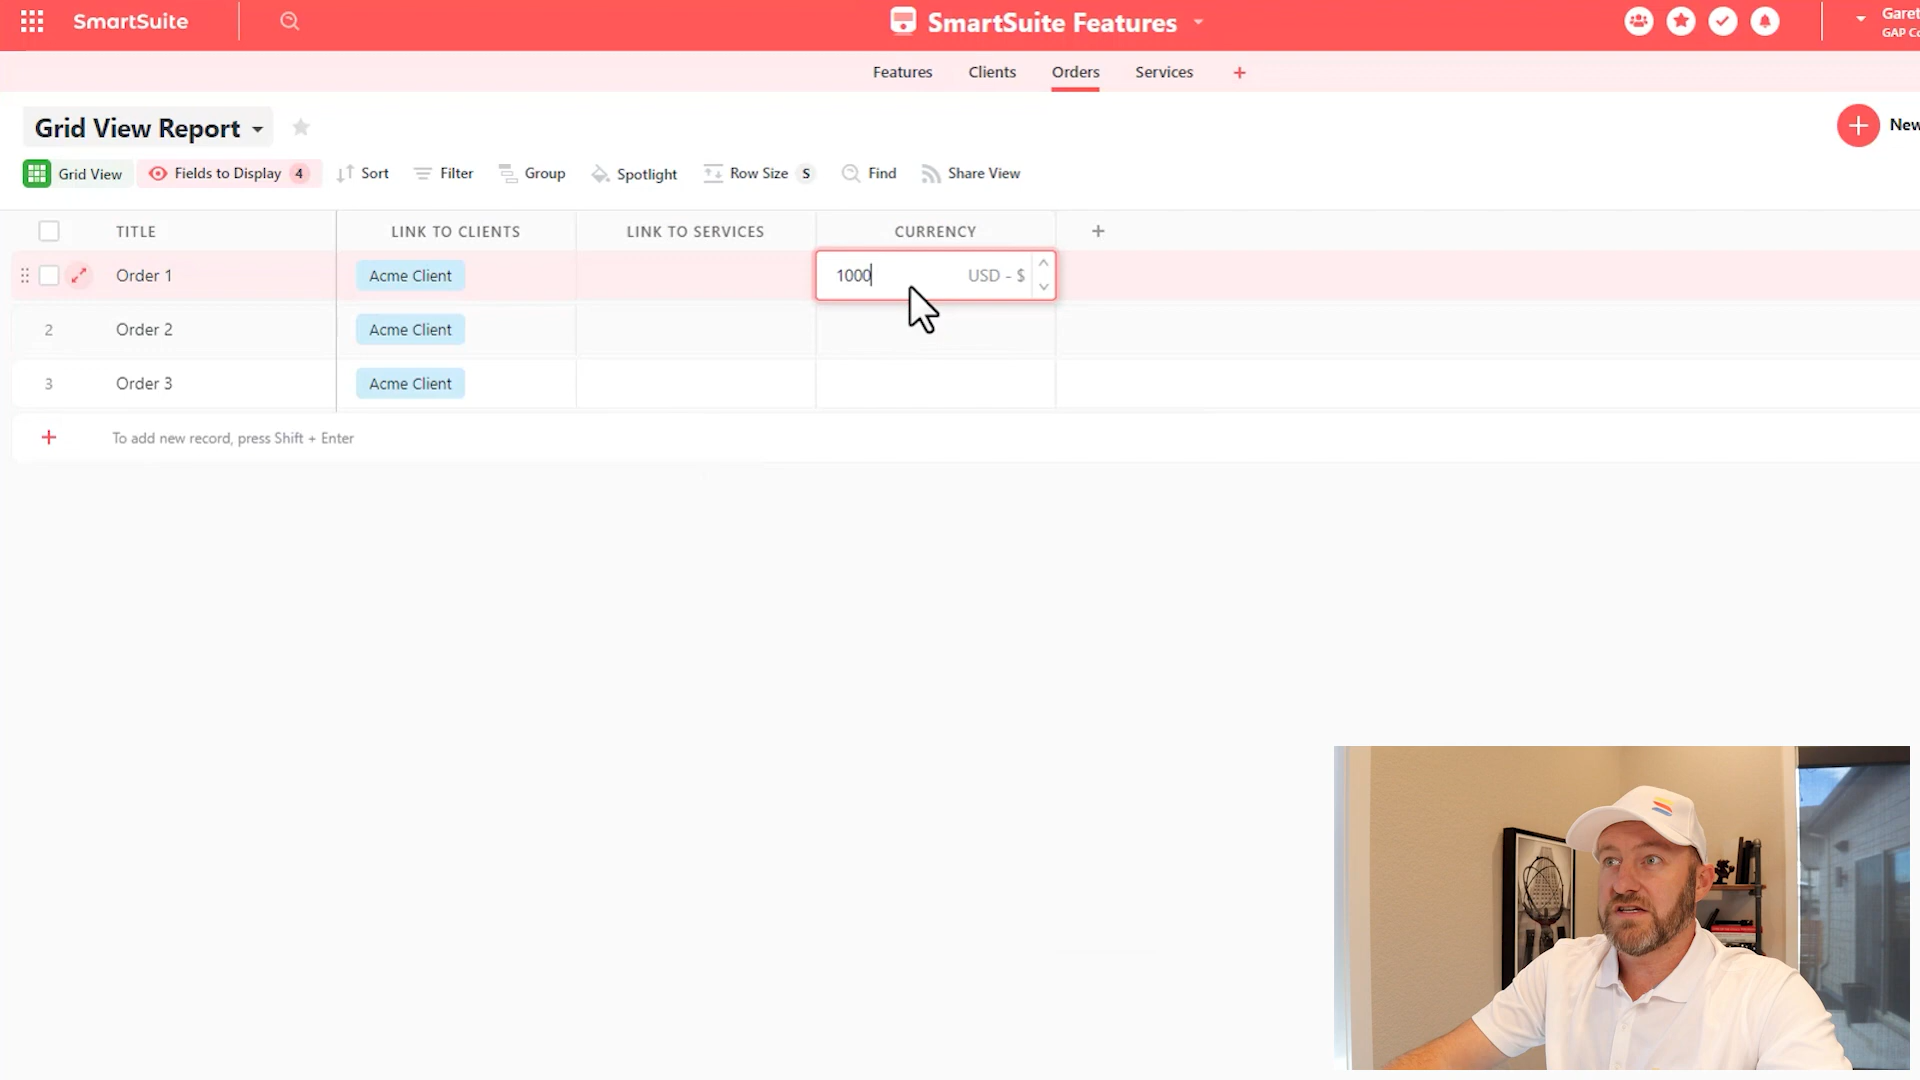 SmartSuite
SmartSuite Features
Garet
GAP Co
Features
Clients
Orders
Services
+
Grid View Report
New
Grid View
Fields to Display 4
Sort
Filter
Group
Spotlight
Row Size S
Find
Share View
TITLE
LINK TO CLIENTS
LINK TO SERVICES
CURRENCY
+
Order 1
Acme Client
1000
USD - $
2
Order 2
Acme Client
3
Order 3
Acme Client
+
To add new record, press Shift + Enter